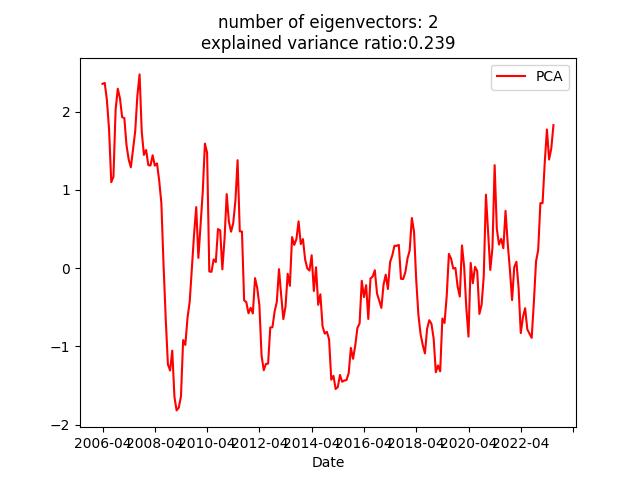 number of eigenvectors: 2
explained variance ratio:0.239
PCA
2
1
0
−1
−2
2006-04 2008-04 2010-04 2012-04 2014-04 2016-04 2018-04 2020-04 2022-04
Date